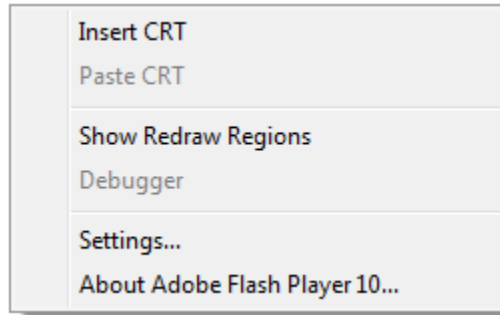 Insert CRT
Paste CRT
Show Redraw Regions
Debugger
Settings...
About Adobe Flash Player 10...